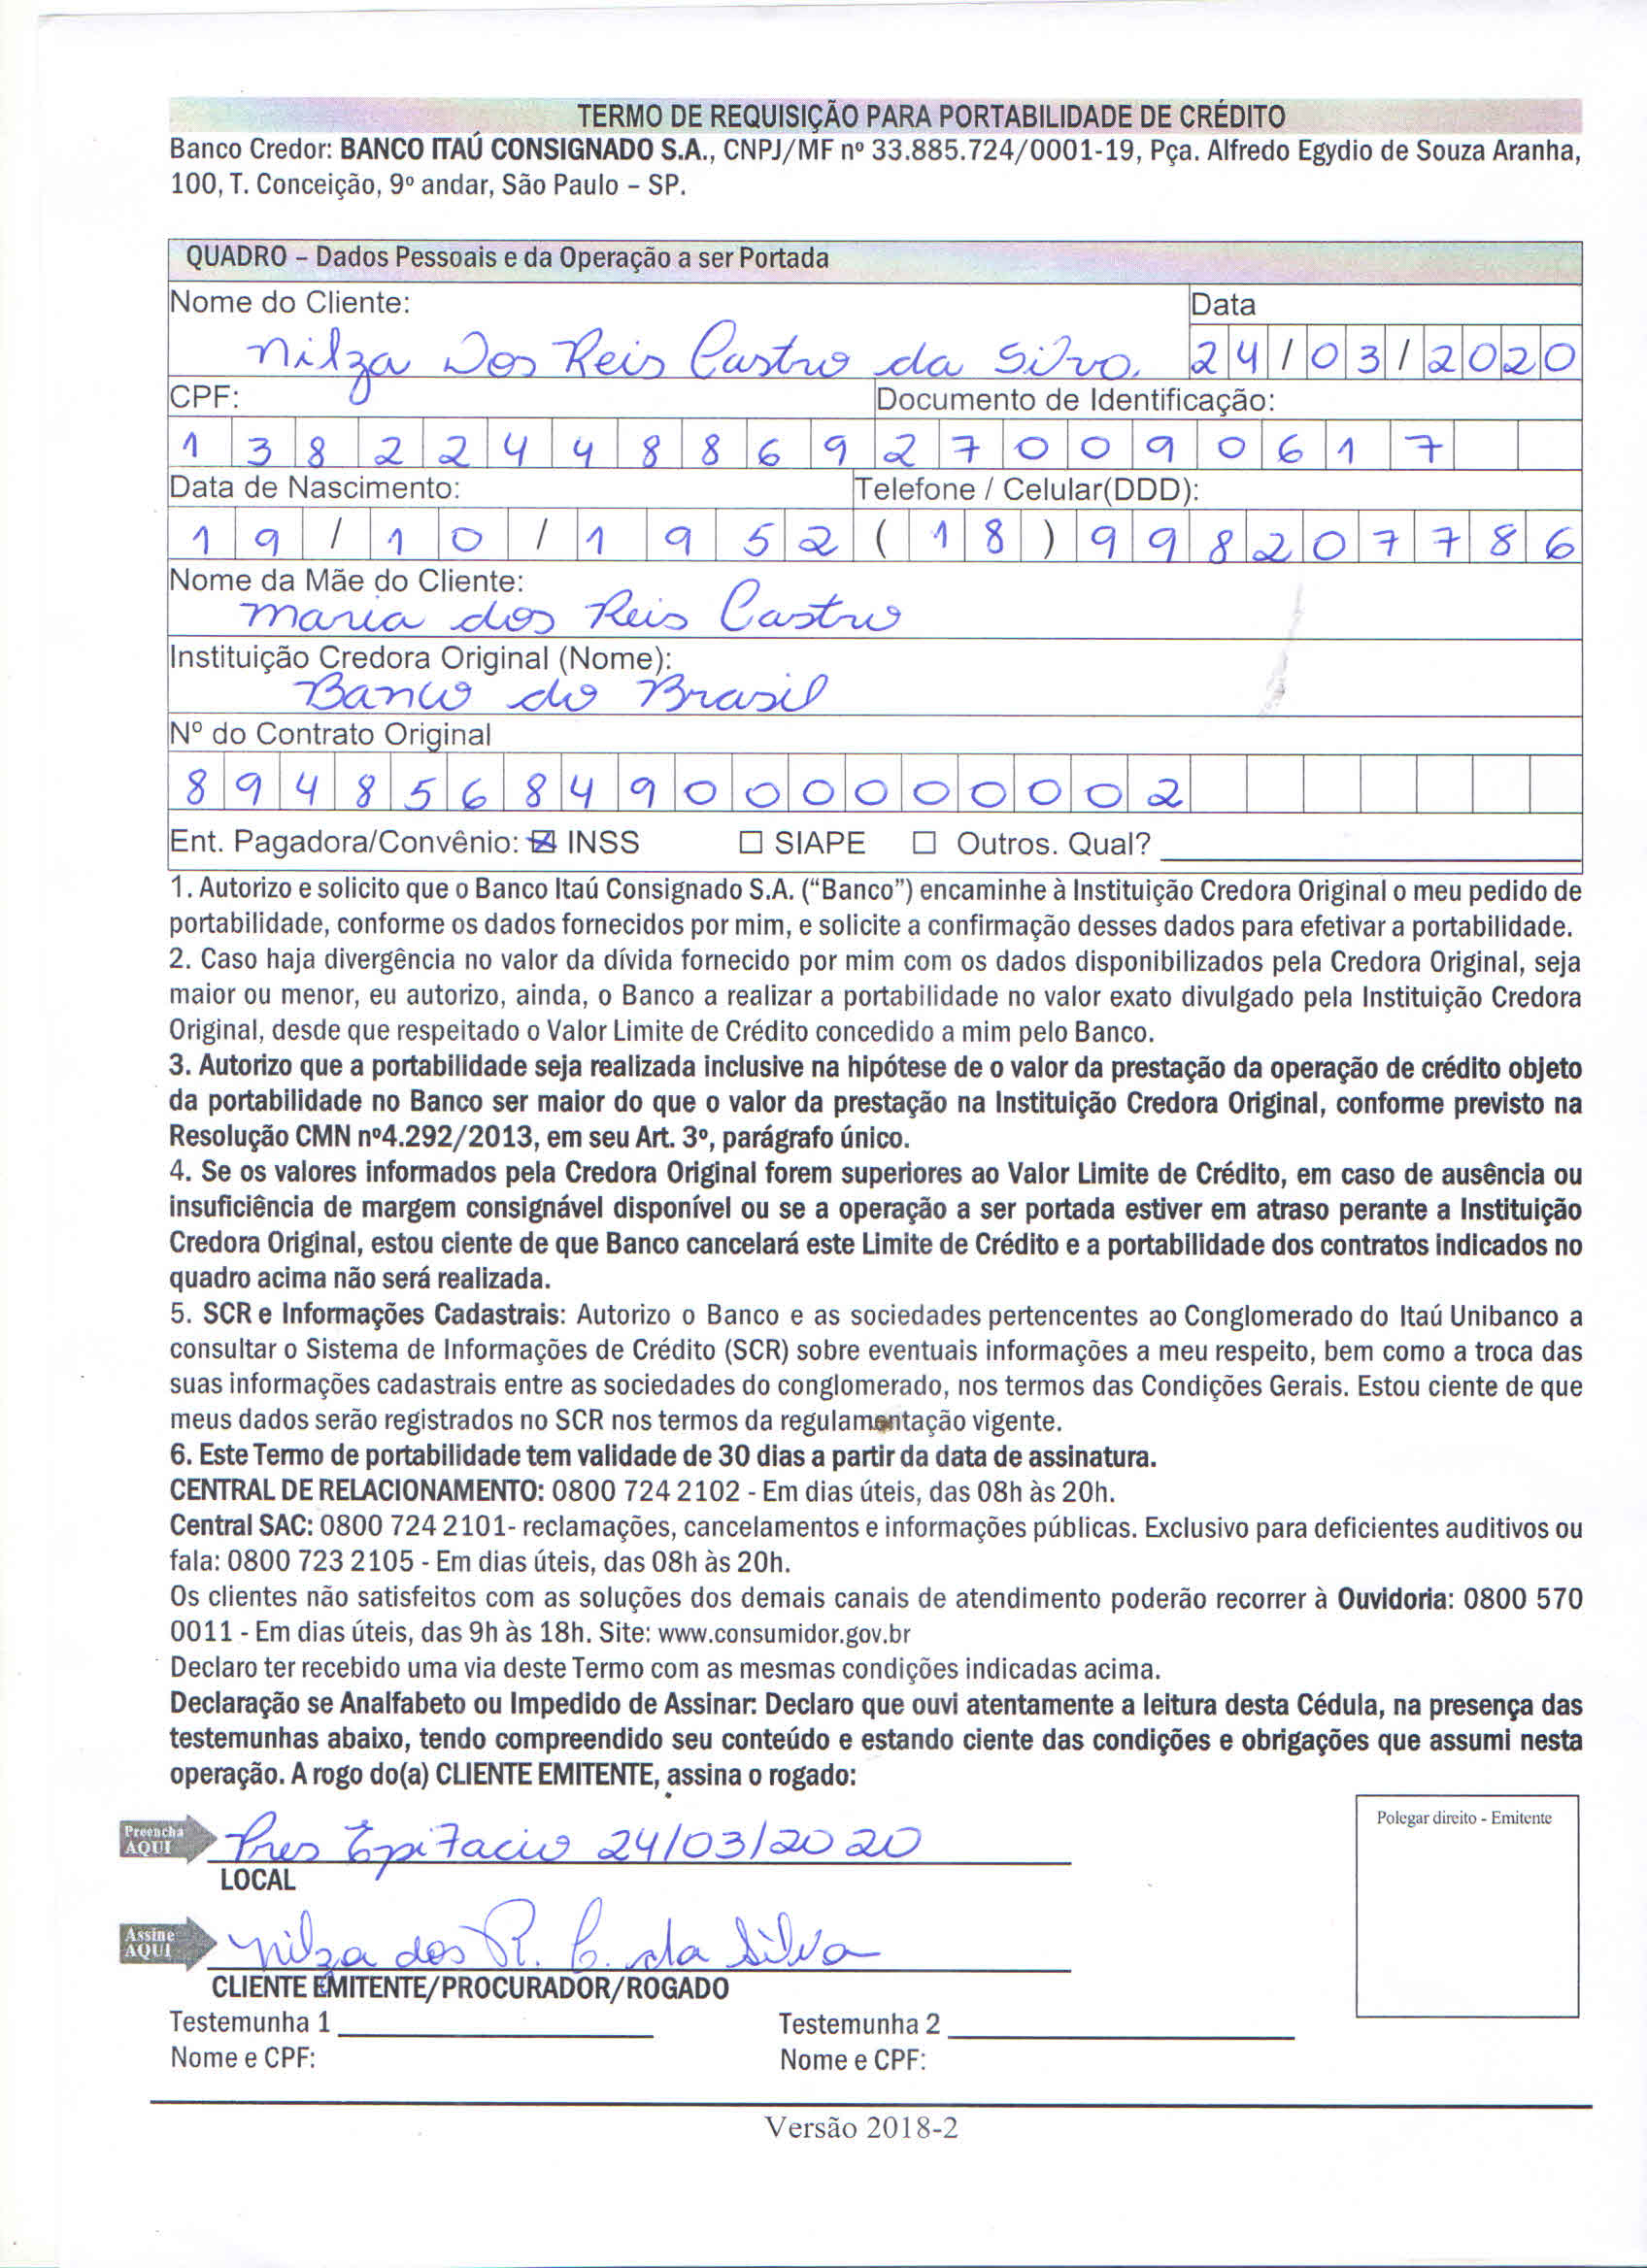 TERMO DE REQUISIÇÃO PARA PORTABILIDADE DE CRÉDITO
Banco Credor: BANCO ITAÚ CONSIGNADO S.A., CNPJ/MF nº 33.885.724/0001-19, Pça. Alfredo Egydio de Souza Aranha,
100, T. Conceição, 9º andar, São Paulo – SP.
QUADRO – Dados Pessoais e da Operação a ser Portada
Nome do Cliente: Data
Nilza Dos Reis Castro da Silva. 24/03/2020
CPF: Documento de Identificação:
13822448869 270090617
Data de Nascimento: Telefone / Celular(DDD):
19/10/1952 (18)998207786
Nome da Mãe do Cliente:
Maria dos Reis Castro
Instituição Credora Original (Nome):
Banco do Brasil
Nº do Contrato Original
894856849000000002
Ent. Pagadora/Convênio: ☒ INSS ☐ SIAPE ☐ Outros. Qual?
1. Autorizo e solicito que o Banco Itaú Consignado S.A. (“Banco”) encaminhe à Instituição Credora Original o meu pedido de
portabilidade, conforme os dados fornecidos por mim, e solicite a confirmação desses dados para efetivar a portabilidade.
2. Caso haja divergência no valor da dívida fornecido por mim com os dados disponibilizados pela Credora Original, seja
maior ou menor, eu autorizo, ainda, o Banco a realizar a portabilidade no valor exato divulgado pela Instituição Credora
Original, desde que respeitado o Valor Limite de Crédito concedido a mim pelo Banco.
3. Autorizo que a portabilidade seja realizada inclusive na hipótese de o valor da prestação da operação de crédito objeto
da portabilidade no Banco ser maior do que o valor da prestação na Instituição Credora Original, conforme previsto na
Resolução CMN nº4.292/2013, em seu Art. 3º, parágrafo único.
4. Se os valores informados pela Credora Original forem superiores ao Valor Limite de Crédito, em caso de ausência ou
insuficiência de margem consignável disponível ou se a operação a ser portada estiver em atraso perante a Instituição
Credora Original, estou ciente de que Banco cancelará este Limite de Crédito e a portabilidade dos contratos indicados no
quadro acima não será realizada.
5. SCR e Informações Cadastrais: Autorizo o Banco e as sociedades pertencentes ao Conglomerado do Itaú Unibanco a
consultar o Sistema de Informações de Crédito (SCR) sobre eventuais informações a meu respeito, bem como a troca das
suas informações cadastrais entre as sociedades do conglomerado, nos termos das Condições Gerais. Estou ciente de que
meus dados serão registrados no SCR nos termos da regulamentação vigente.
6. Este Termo de portabilidade tem validade de 30 dias a partir da data de assinatura.
CENTRAL DE RELACIONAMENTO: 0800 724 2102 - Em dias úteis, das 08h às 20h.
Central SAC: 0800 724 2101- reclamações, cancelamentos e informações públicas. Exclusivo para deficientes auditivos ou
fala: 0800 723 2105 - Em dias úteis, das 08h às 20h.
Os clientes não satisfeitos com as soluções dos demais canais de atendimento poderão recorrer à Ouvidoria: 0800 570
0011 - Em dias úteis, das 9h às 18h. Site: www.consumidor.gov.br
Declaro ter recebido uma via deste Termo com as mesmas condições indicadas acima.
Declaração se Analfabeto ou Impedido de Assinar: Declaro que ouvi atentamente a leitura desta Cédula, na presença das
testemunhas abaixo, tendo compreendido seu conteúdo e estando ciente das condições e obrigações que assumi nesta
operação. A rogo do(a) CLIENTE EMITENTE, assina o rogado:
Polegar direito - Emitente
Preencha
AQUI
Pres Epitacio 24/03/2020
LOCAL
Assine
AQUI
Nilza dos R. C. da Silva
CLIENTE EMITENTE/PROCURADOR/ROGADO
Testemunha 1 Testemunha 2
Nome e CPF: Nome e CPF:
Versão 2018-2